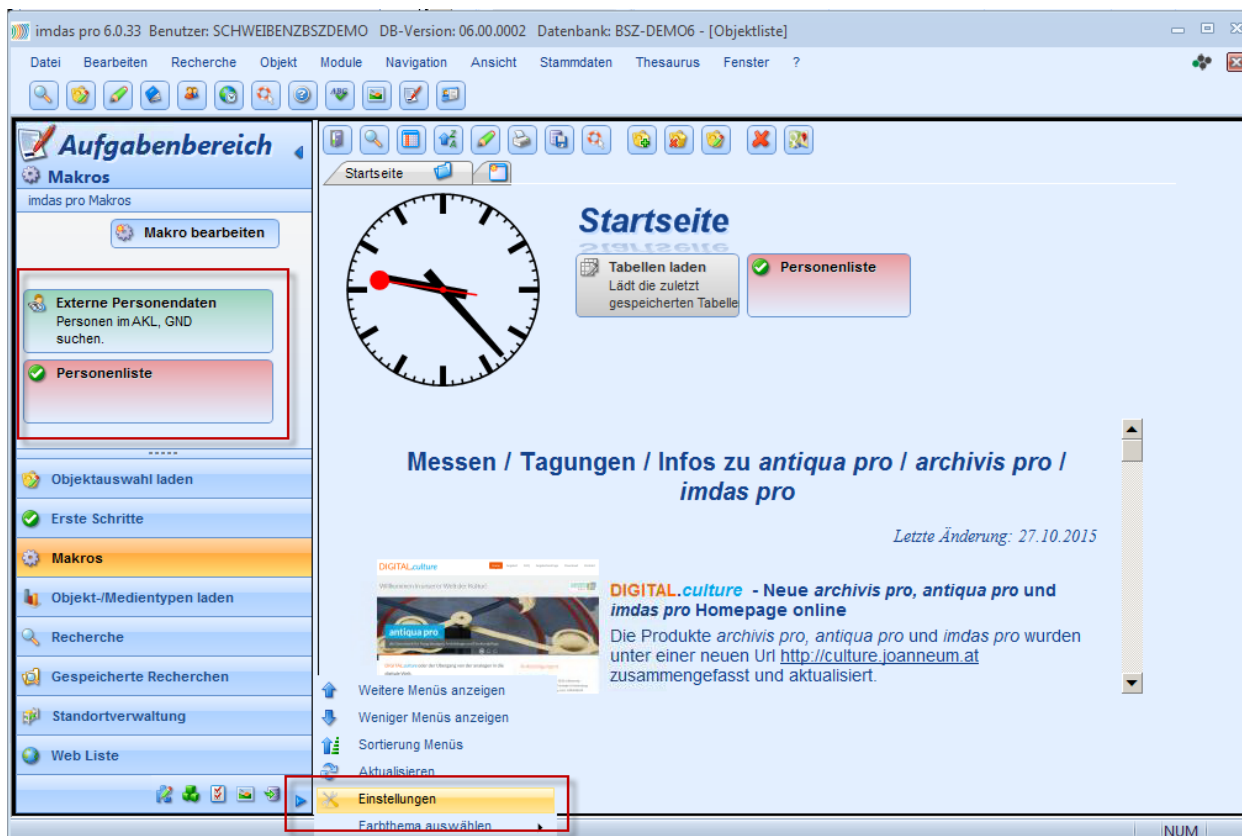 imdas pro 6.0.33 Benutzer: SCHWEIBENZBSZDEMO DB-Version: 06.00.0002 Datenbank: BSZ-DEMO6 - [Objektliste]
Datei Bearbeiten Recherche Objekt Module Navigation Ansicht Stammdaten Thesaurus Fenster ?
Aufgabenbereich
Makros
imdas pro Makros
Makro bearbeiten
Externe Personendaten
Personen im AKL, GND
suchen.
Personenliste
Objektauswahl laden
Erste Schritte
Makros
Objekt-/Medientypen laden
Recherche
Gespeicherte Recherchen
Standortverwaltung
Web Liste
Startseite
Startseite
Tabellen laden
Lädt die zuletzt
gespeicherten Tabelle
Personenliste
Messen / Tagungen / Infos zu antiqua pro / archivis pro /
imdas pro
Letzte Änderung: 27.10.2015
DIGITAL.culture
antiqua pro
DIGITAL.culture - Neue archivis pro, antiqua pro und
imdas pro Homepage online
Die Produkte archivis pro, antiqua pro und imdas pro wurden
unter einer neuen Url http://culture.joanneum.at
zusammengefasst und aktualisiert.
Weitere Menüs anzeigen
Weniger Menüs anzeigen
Sortierung Menüs
Aktualisieren
Einstellungen
Farbthema auswählen
NUM